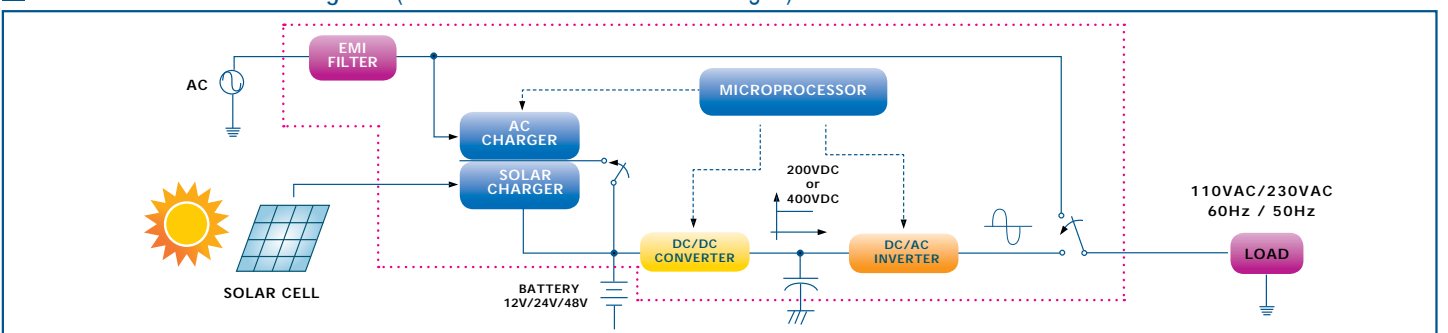 EMI
FILTER
AC
MICROPROCESSOR
AC
CHARGER
SOLAR
CHARGER
200VDC
or
400VDC
110VAC/230VAC
60Hz / 50Hz
DC/DC
CONVERTER
DC/AC
INVERTER
LOAD
SOLAR CELL
BATTERY
12V/24V/48V